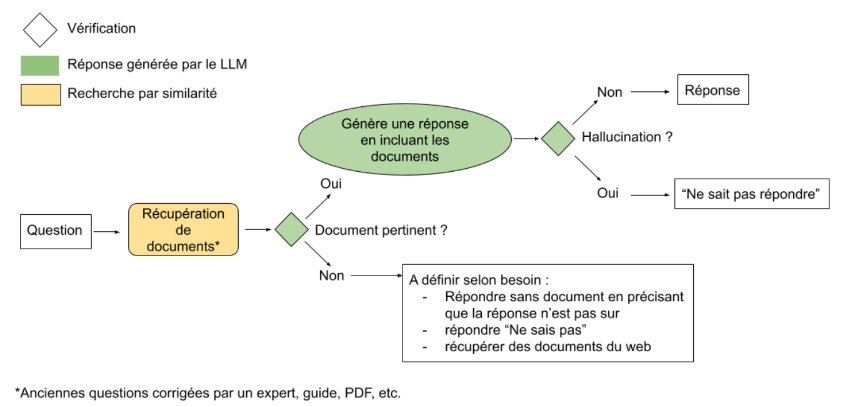 Vérification
Réponse générée par le LLM
Recherche par similarité
Génère une réponse
en incluant les
documents
Non
Réponse
Hallucination ?
Oui
“Ne sait pas répondre”
Oui
Question
Récupération
de
documents*
Document pertinent ?
Non
A définir selon besoin :
- Répondre sans document en précisant
que la réponse n’est pas sur
- répondre “Ne sais pas”
- récupérer des documents du web
*Anciennes questions corrigées par un expert, guide, PDF, etc.